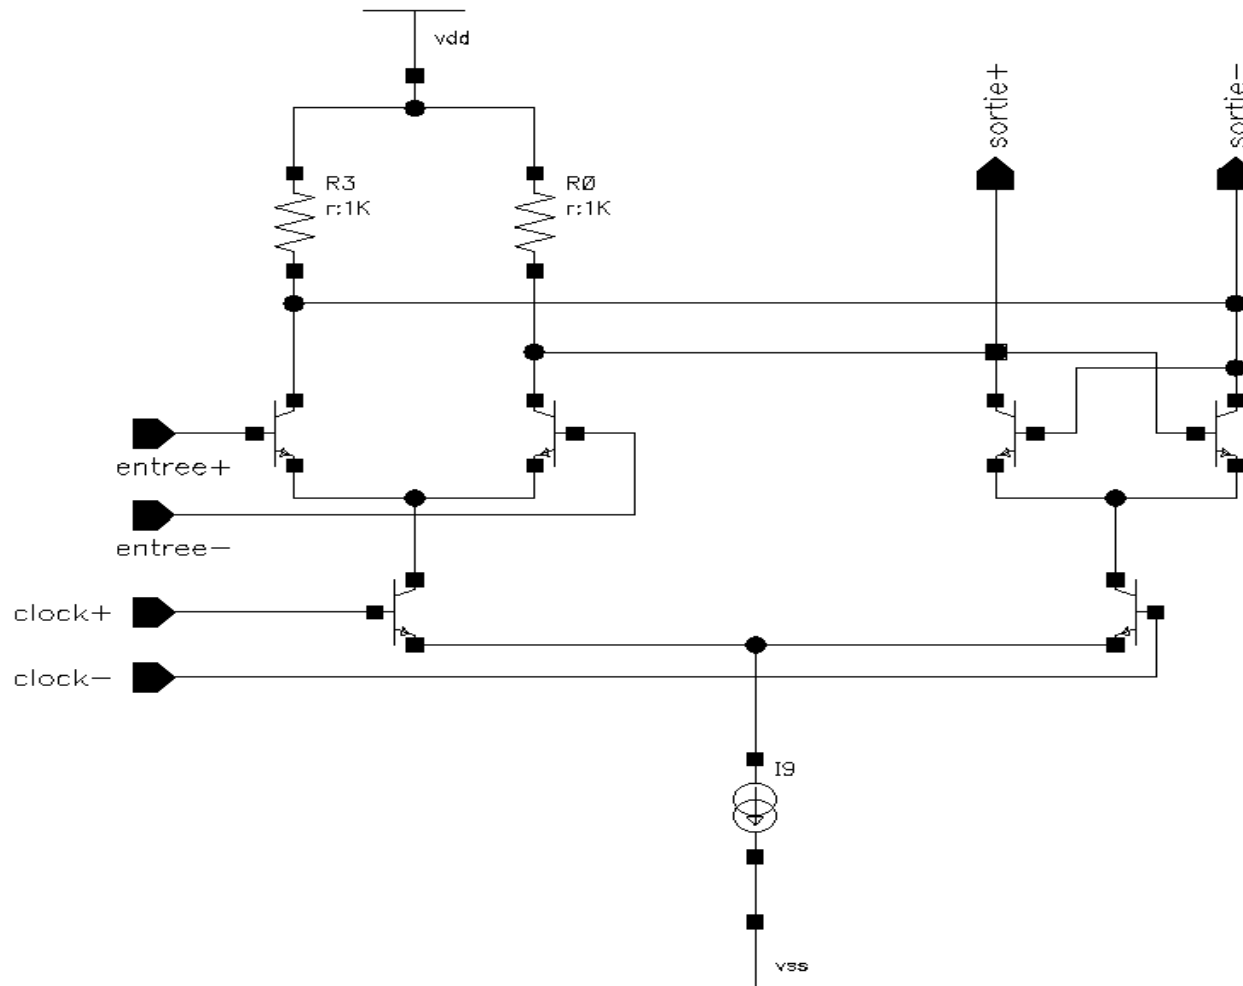 vdd
sortie+
sortie-
R3
r:1K
RØ
r:1K
entree+
entree-
clock+
clock-
I9
vss